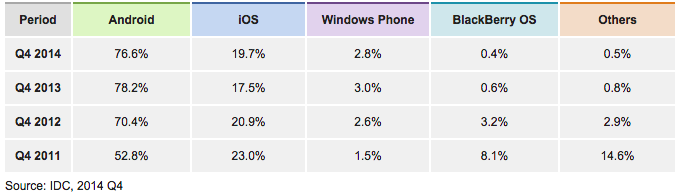 Period Android iOS Windows Phone BlackBerry OS Others
Q4 2014 76.6% 19.7% 2.8% 0.4% 0.5%
Q4 2013 78.2% 17.5% 3.0% 0.6% 0.8%
Q4 2012 70.4% 20.9% 2.6% 3.2% 2.9%
Q4 2011 52.8% 23.0% 1.5% 8.1% 14.6%
Source: IDC, 2014 Q4